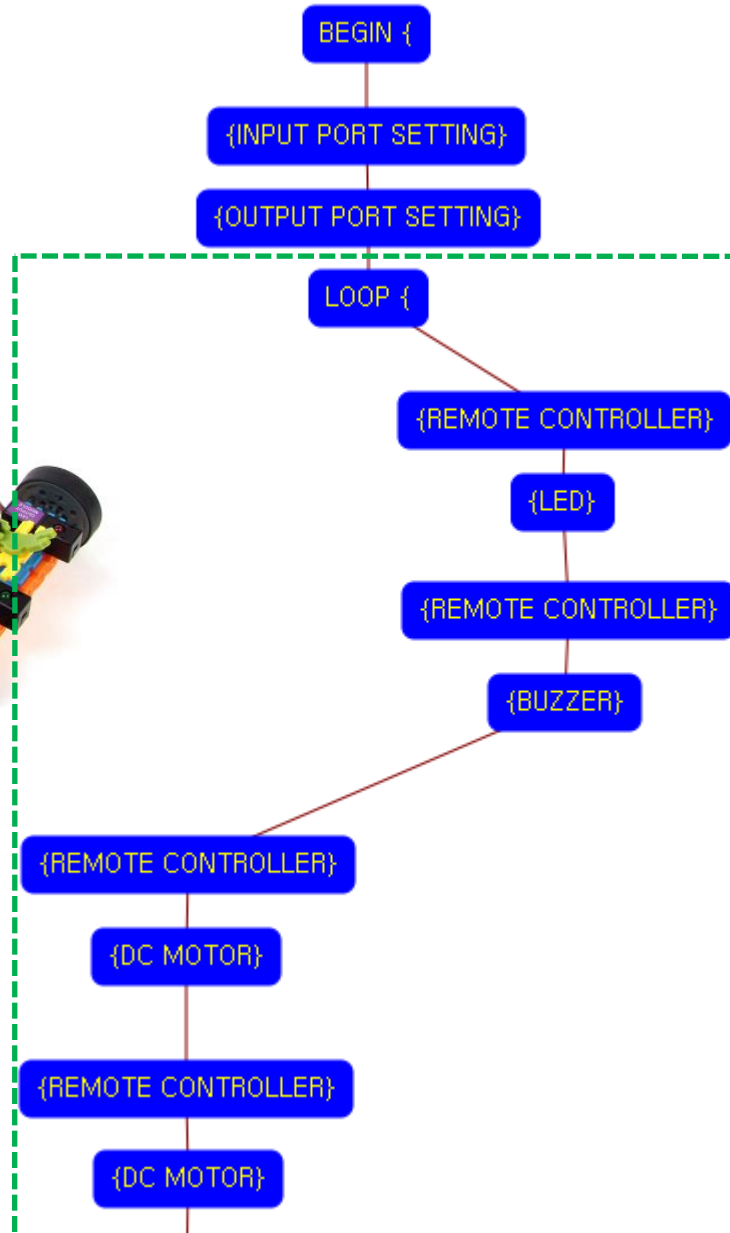 BEGIN {
{INPUT PORT SETTING}
{OUTPUT PORT SETTING}
LOOP {
{REMOTE CONTROLLER}
{LED}
{REMOTE CONTROLLER}
{BUZZER}
{REMOTE CONTROLLER}
{DC MOTOR}
{REMOTE CONTROLLER}
{DC MOTOR}